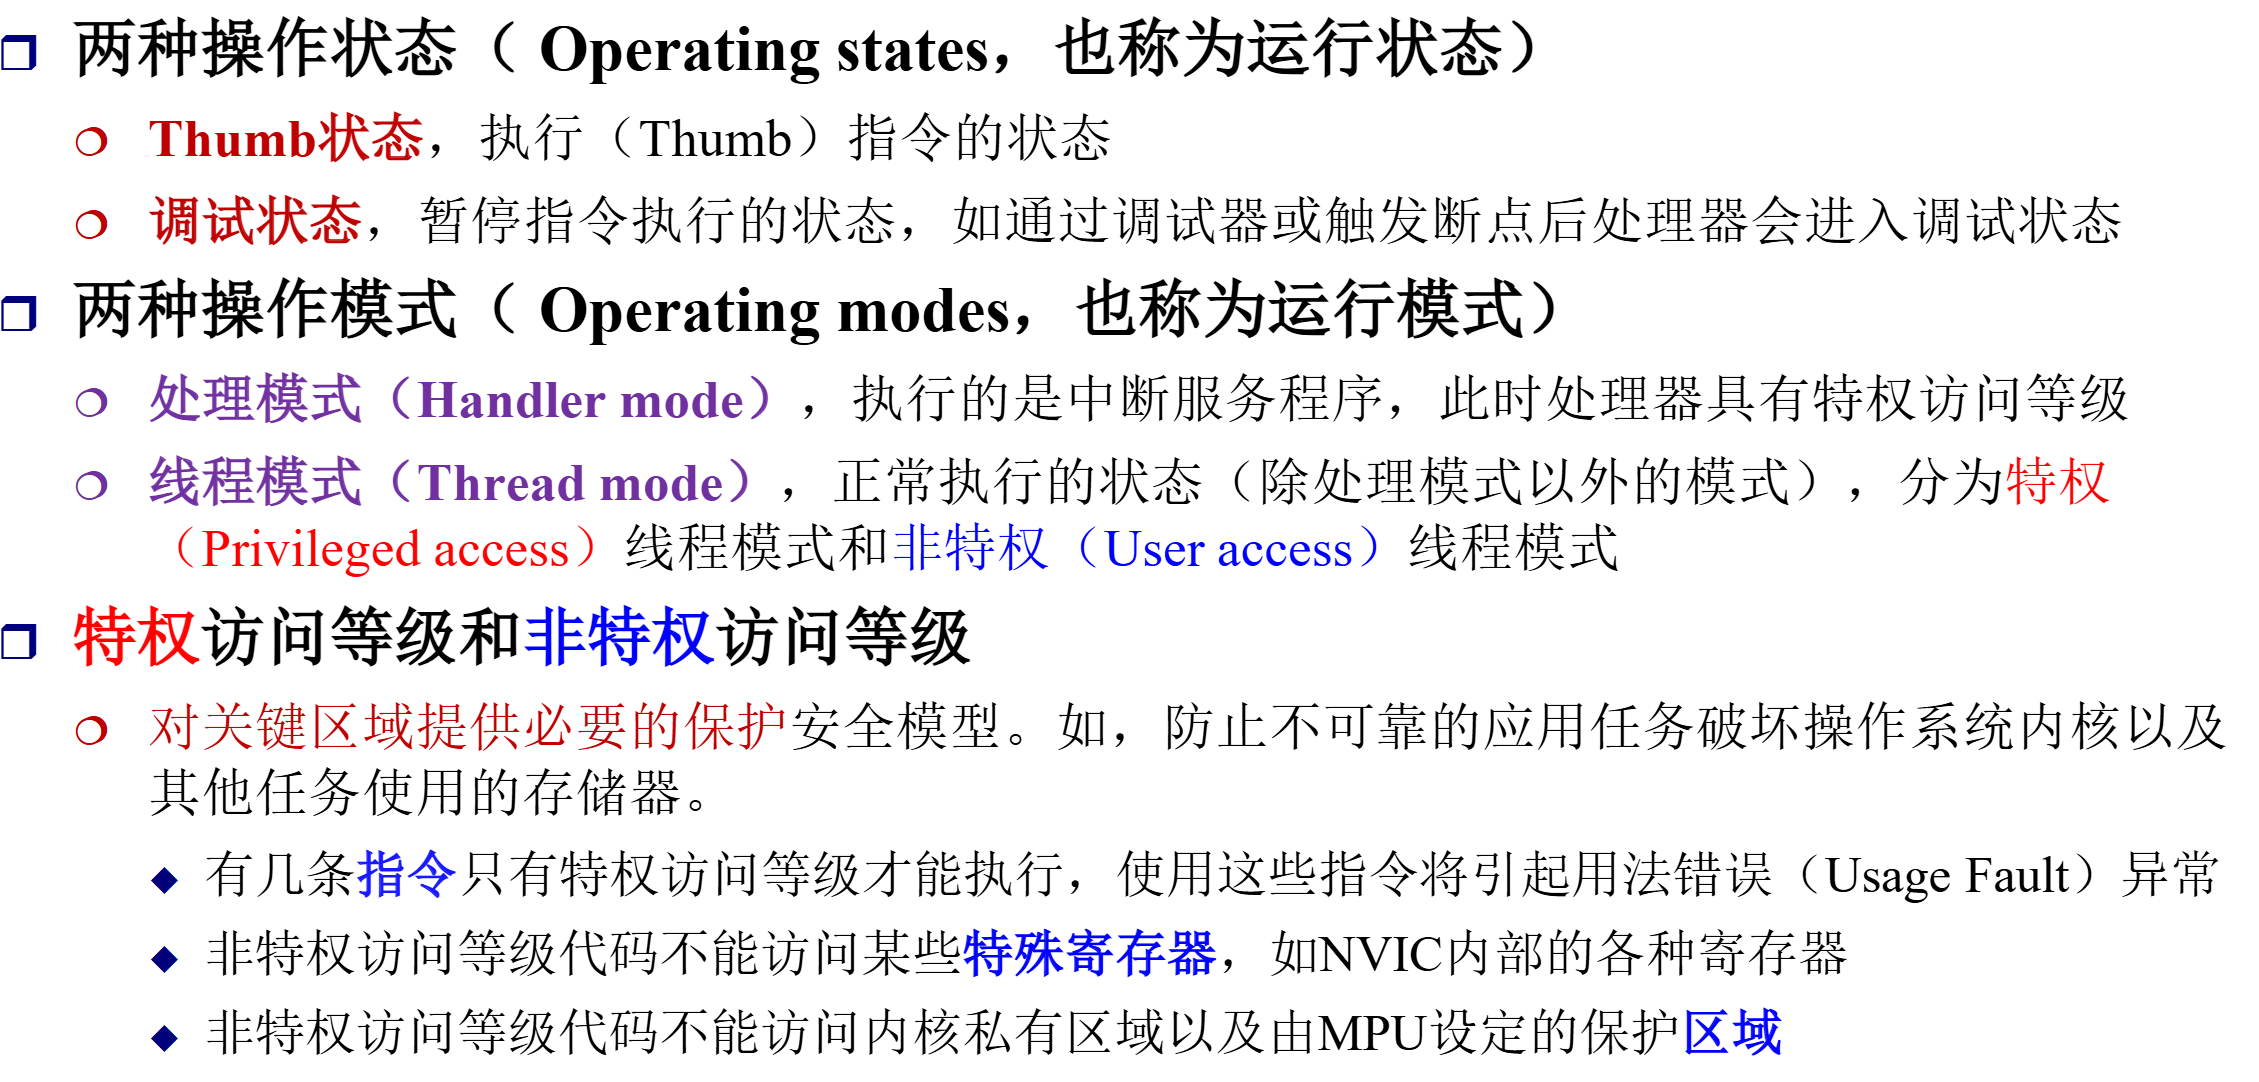 两种操作状态（ Operating states，也称为运行状态）
Thumb状态，执行（Thumb）指令的状态
调试状态，暂停指令执行的状态，如通过调试器或触发断点后处理器会进入调试状态
两种操作模式（ Operating modes，也称为运行模式）
处理模式（Handler mode），执行的是中断服务程序，此时处理器具有特权访问等级
线程模式（Thread mode），正常执行的状态（除处理模式以外的模式），分为特权
（Privileged access）线程模式和非特权（User access）线程模式
特权访问等级和非特权访问等级
对关键区域提供必要的保护安全模型。如，防止不可靠的应用任务破坏操作系统内核以及
其他任务使用的存储器。
有几条指令只有特权访问等级才能执行，使用这些指令将引起用法错误（Usage Fault）异常
非特权访问等级代码不能访问某些特殊寄存器，如NVIC内部的各种寄存器
非特权访问等级代码不能访问内核私有区域以及由MPU设定的保护区域